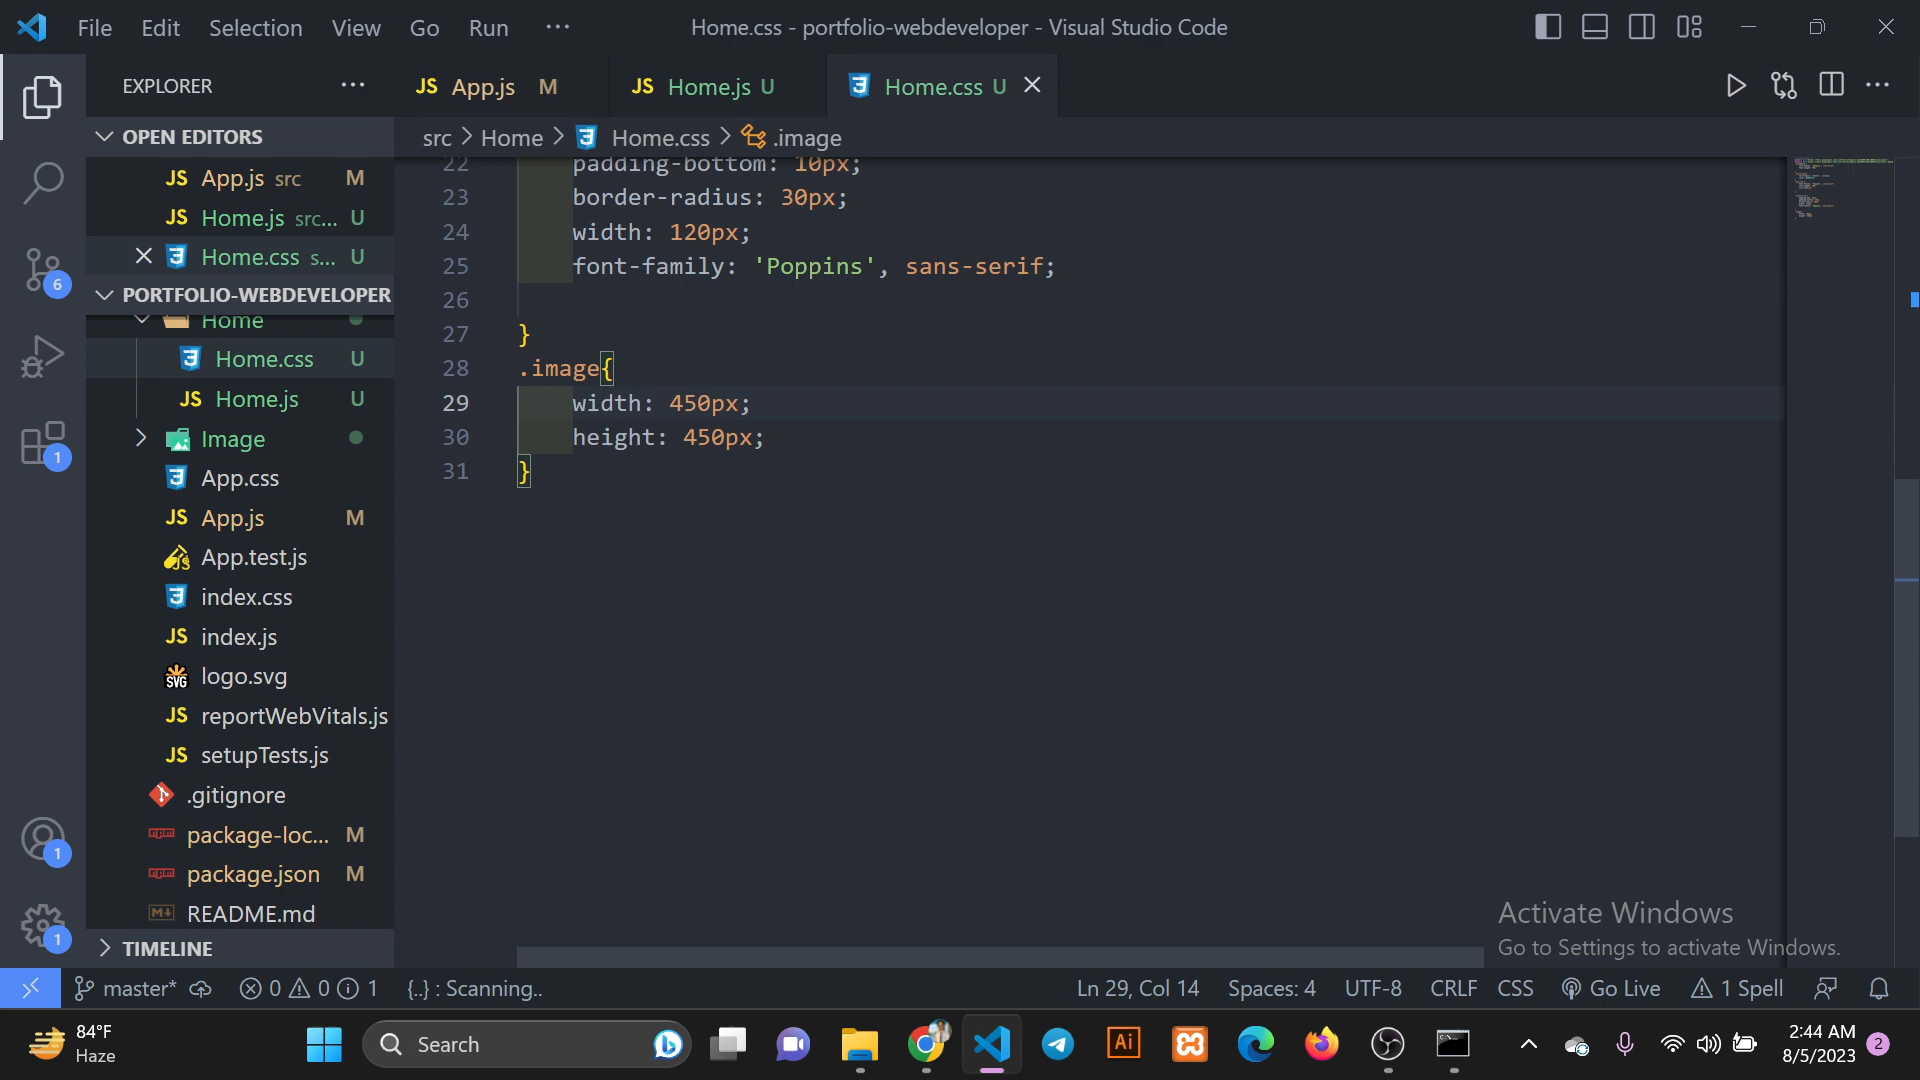 File Edit Selection View Go Run ···
Home.css - portfolio-webdeveloper - Visual Studio Code
EXPLORER ···
JS App.js M
JS Home.js U
Home.css U
OPEN EDITORS
JS App.js src M
JS Home.js src... U
Home.css s... U
PORTFOLIO-WEBDEVELOPER
Home
Home.css U
JS Home.js U
Image
App.css
JS App.js M
App.test.js
index.css
JS index.js
SVG logo.svg
JS reportWebVitals.js
JS setupTests.js
.gitignore
package-loc... M
package.json M
README.md
TIMELINE
6
1
1
1
src > Home > Home.css > .image
22 padding-bottom: 10px;
23 border-radius: 30px;
24 width: 120px;
25 font-family: 'Poppins', sans-serif;
26
27 }
28 .image{
29 width: 450px;
30 height: 450px;
31 }
Activate Windows
Go to Settings to activate Windows.
master* 0 0 1 {..} : Scanning..
Ln 29, Col 14 Spaces: 4 UTF-8 CRLF CSS Go Live 1 Spell
84°F
Haze
Search
Ai
2:44 AM
8/5/2023
2